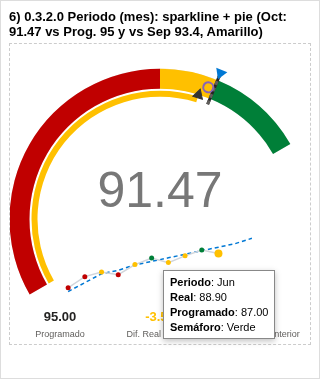 6) 0.3.2.0 Periodo (mes): sparkline + pie (Oct:
91.47 vs Prog. 95 y vs Sep 93.4, Amarillo)
91.47
Periodo: Jun
Real: 88.90
Programado: 87.00
Semáforo: Verde
95.00
Programado
Dif. Real